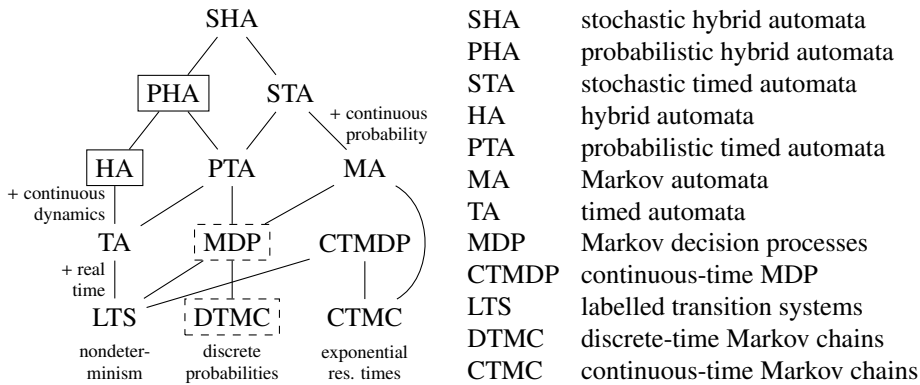 SHA
PHA
STA
+ continuous
probability
HA
PTA
MA
+ continuous
dynamics
TA
MDP
CTMDP
+ real
time
LTS
DTMC
CTMC
nondeter-
minism
discrete
probabilities
exponential
res. times
SHA stochastic hybrid automata
PHA probabilistic hybrid automata
STA stochastic timed automata
HA hybrid automata
PTA probabilistic timed automata
MA Markov automata
TA timed automata
MDP Markov decision processes
CTMDP continuous-time MDP
LTS labelled transition systems
DTMC discrete-time Markov chains
CTMC continuous-time Markov chains